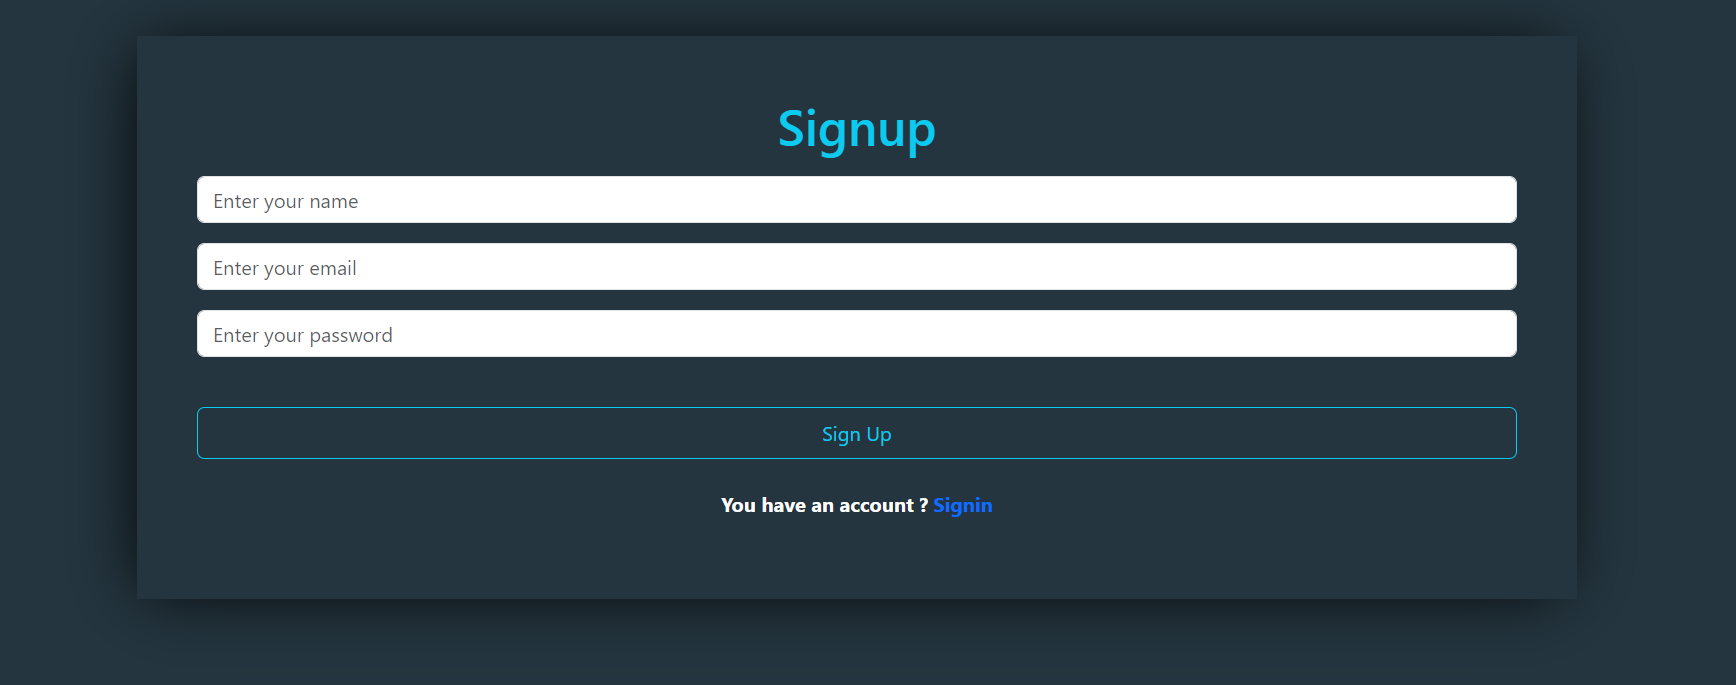 Signup
Enter your name
Enter your email
Enter your password
Sign Up
You have an account ? Signin